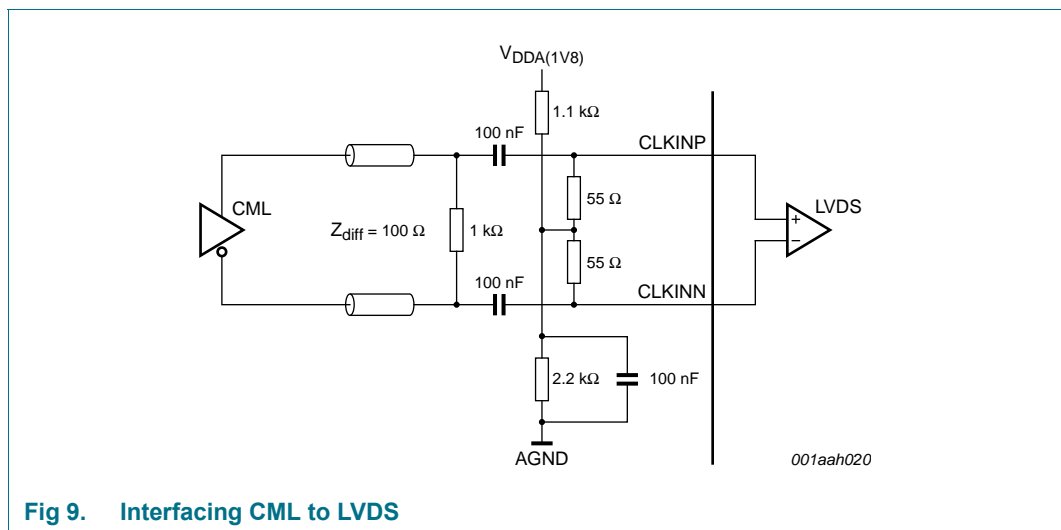 VDDA(1V8)
1.1 kΩ
100 nF
CLKINP
55 Ω
CML
LVDS
Zdiff = 100 Ω
1 kΩ
+
−
55 Ω
100 nF
CLKINN
2.2 kΩ
100 nF
AGND
001aah020
Fig 9. Interfacing CML to LVDS